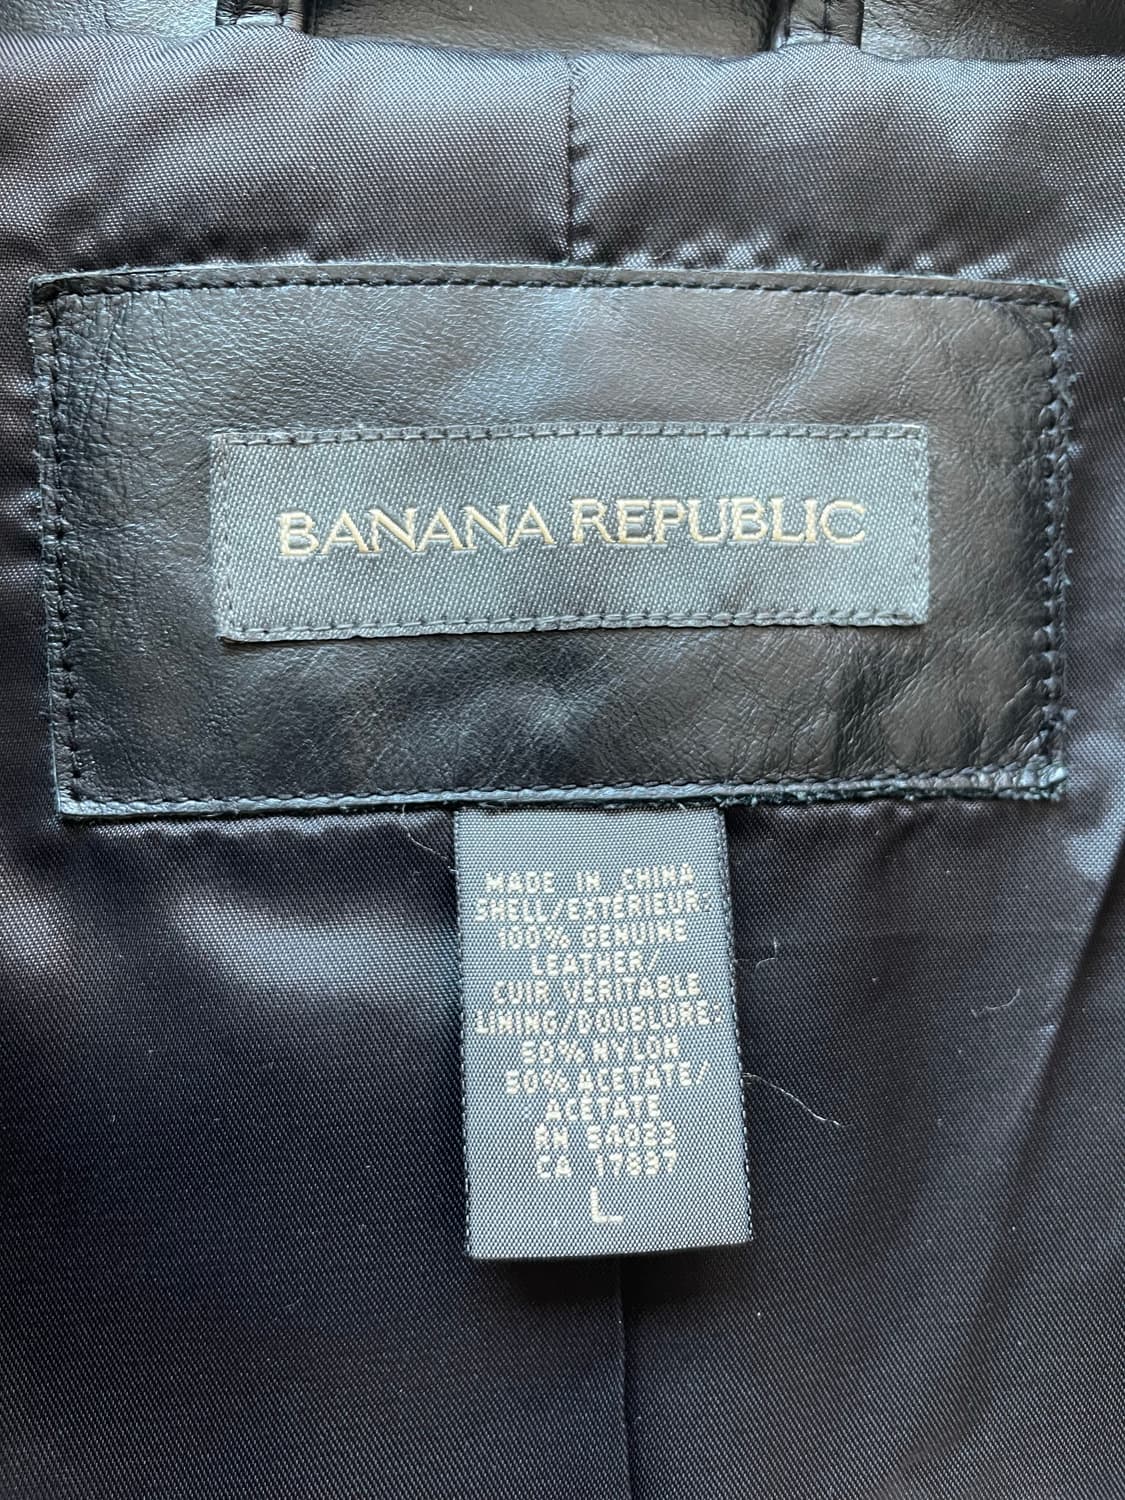 BANANA REPUBLIC
MADE IN CHINA
SHELL/EXTÉRIEUR:
100% GENUINE
LEATHER/
CUIR VÉRITABLE
LINING/DOUBLURE:
50% NYLON
50% ACETATE/
ACÉTATE
RN 54023
CA 17897
L